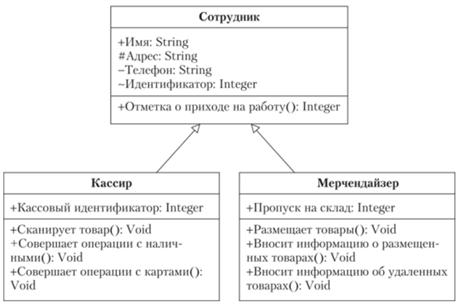 Сотрудник
+Имя: String
#Адрес: String
–Телефон: String
~Идентификатор: Integer
+Отметка о приходе на работу(): Integer
Кассир
+Кассовый идентификатор: Integer
+Сканирует товар(): Void
+Совершает операции с налич-
ными(): Void
+Совершает операции с картами():
Void
Мерчендайзер
+Пропуск на склад: Integer
+Размещает товары(): Void
+Вносит информацию о размещен-
ных товарах(): Void
+Вносит информацию об удаленных
товарах(): Void